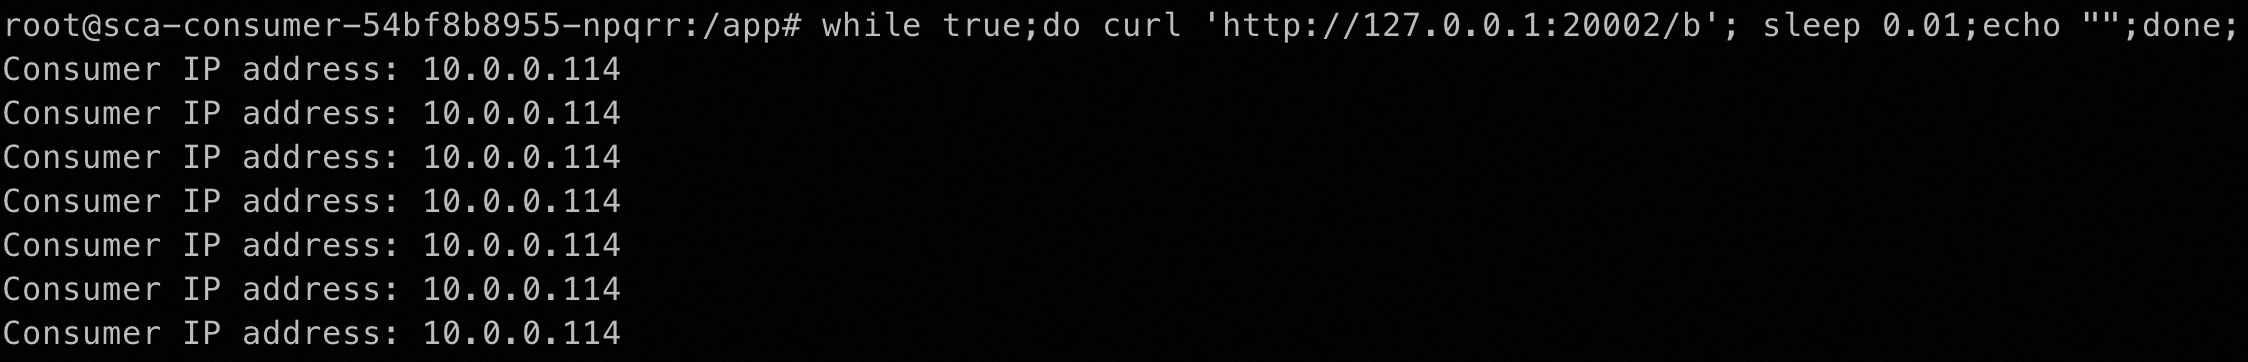 root@sca-consumer-54bf8b8955-npqrr:/app# while true;do curl 'http://127.0.0.1:20002/b'; sleep 0.01;echo "";done;
Consumer IP address: 10.0.0.114
Consumer IP address: 10.0.0.114
Consumer IP address: 10.0.0.114
Consumer IP address: 10.0.0.114
Consumer IP address: 10.0.0.114
Consumer IP address: 10.0.0.114
Consumer IP address: 10.0.0.114